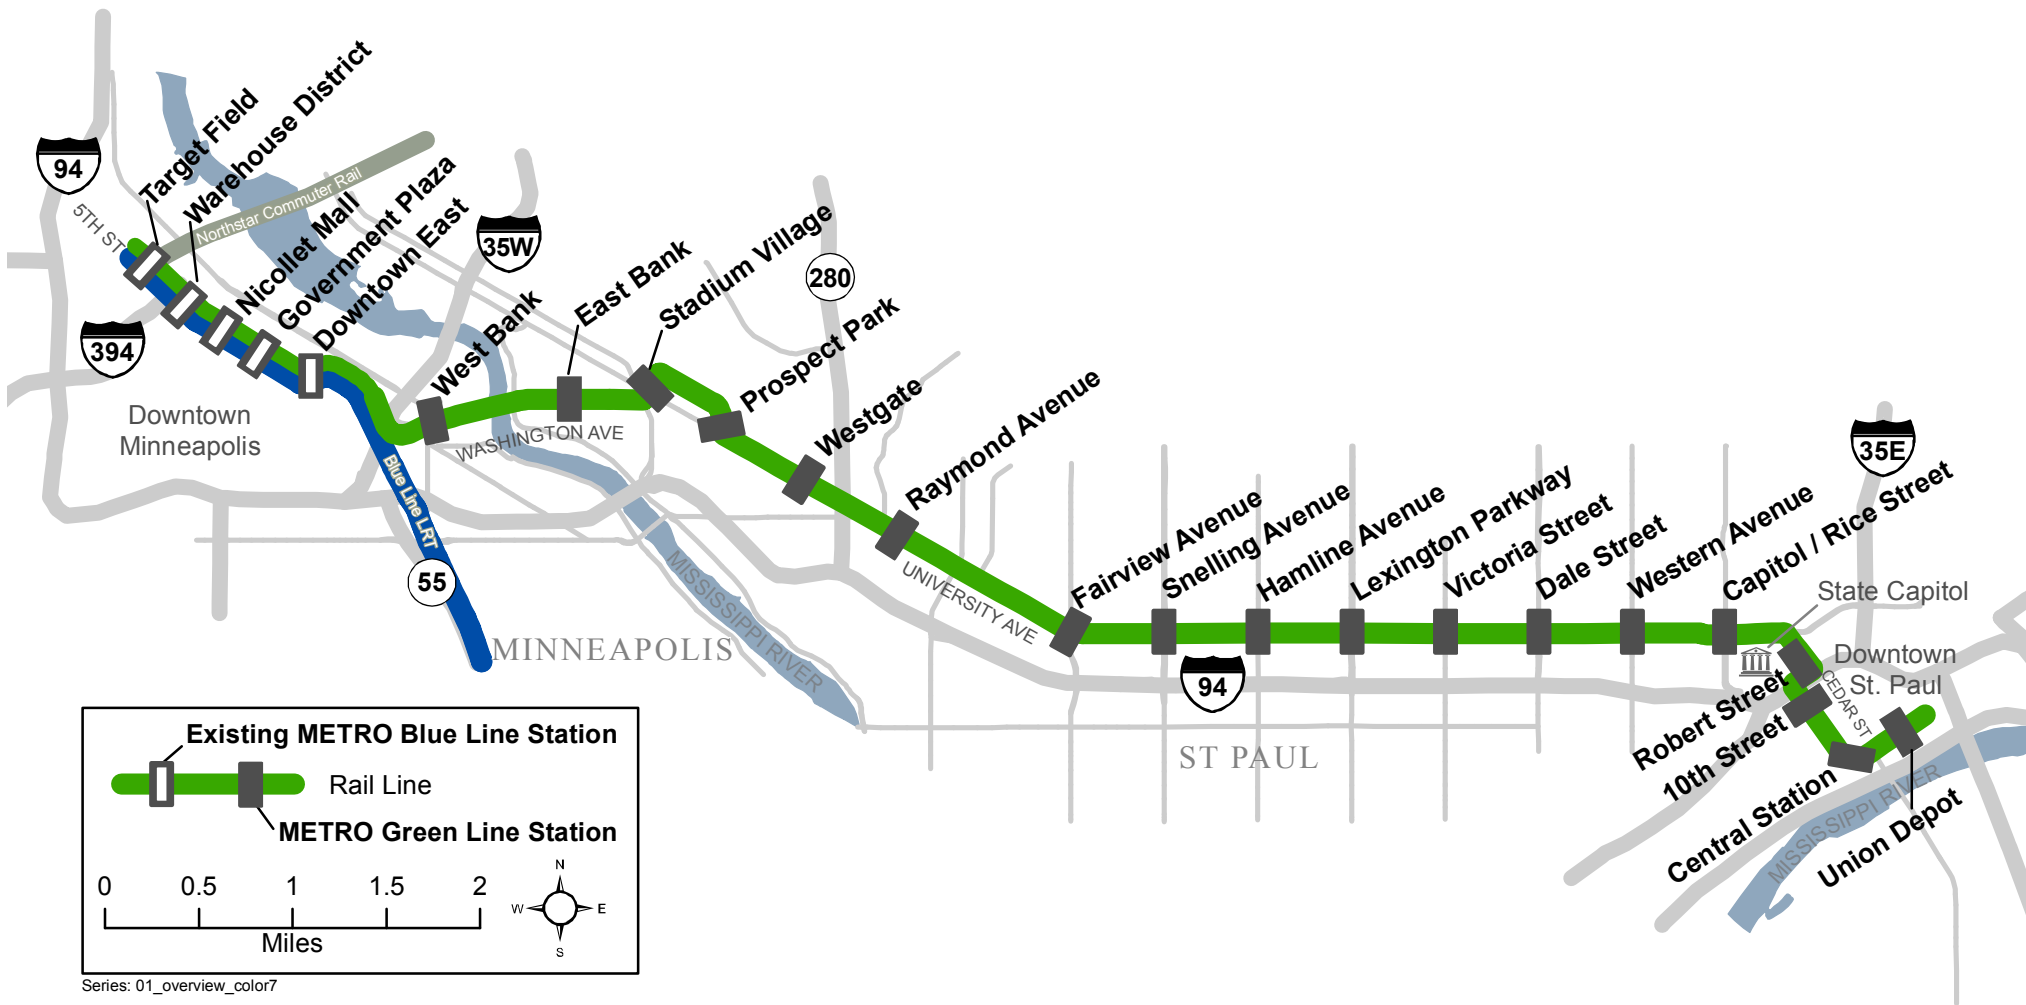 94
5TH ST
Target Field
Warehouse District
Northstar Commuter Rail
Nicollet Mall
Government Plaza
Downtown East
394
Downtown
Minneapolis
35W
West Bank
East Bank
Stadium Village
280
Prospect Park
WASHINGTON AVE
Westgate
Raymond Avenue
Blue Line LRT
55
MINNEAPOLIS
MISSISSIPPI RIVER
UNIVERSITY AVE
Fairview Avenue
Snelling Avenue
Hamline Avenue
Lexington Parkway
Victoria Street
Dale Street
Western Avenue
Capitol / Rice Street
35E
State Capitol
94
ST PAUL
Downtown
St. Paul
CEDAR ST
Robert Street
10th Street
Central Station
Union Depot
MISSISSIPPI RIVER
Existing METRO Blue Line Station
Rail Line
METRO Green Line Station
0 0.5 1 1.5 2
Miles
N
W E
S
Series: 01_overview_color7